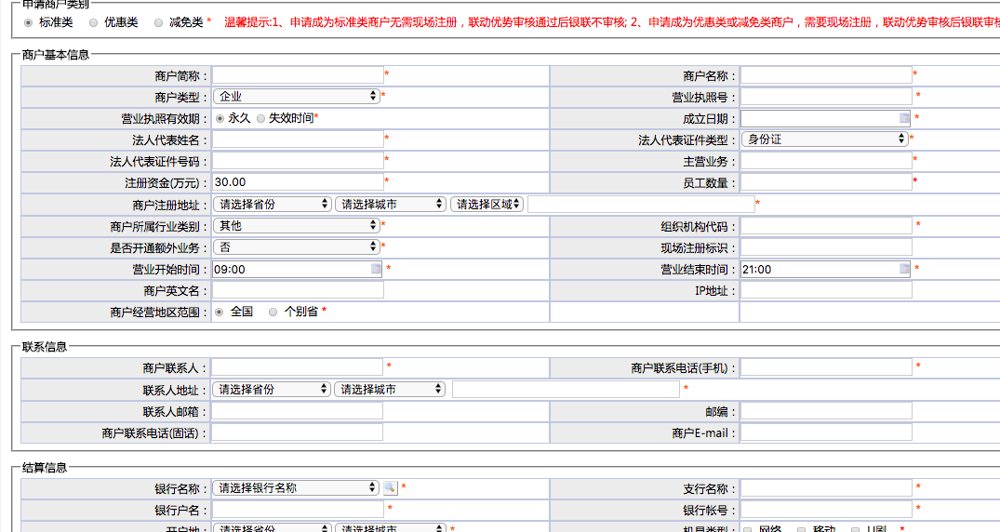 申请商户类别
标准类 优惠类 减免类 * 温馨提示:1、申请成为标准类商户无需现场注册，联动优势审核通过后银联不审核; 2、申请成为优惠类或减免类商户，需要现场注册，联动优势审核后银联审核
商户基本信息
商户简称： * 商户名称： *
商户类型： 企业 * 营业执照号： *
营业执照有效期： 永久 失效时间* 成立日期： *
法人代表姓名： * 法人代表证件类型： 身份证 *
法人代表证件号码： * 主营业务： *
注册资金(万元)： 30.00 * 员工数量： *
商户注册地址： 请选择省份 请选择城市 请选择区域 *
商户所属行业类别： 其他 * 组织机构代码： *
是否开通额外业务： 否 * 现场注册标识：
营业开始时间： 09:00 * 营业结束时间： 21:00 *
商户英文名： IP地址：
商户经营地区范围： 全国 个别省 *
联系信息
商户联系人： * 商户联系电话(手机)： *
联系人地址： 请选择省份 请选择城市 *
联系人邮箱： 邮编：
商户联系电话(固话)： 商户E-mail：
结算信息
银行名称： 请选择银行名称 * 支行名称： *
银行户名： * 银行帐号： *
开户地： 请选择省份 请选择城市 * 机具类型： 网络 移动 U刷 *